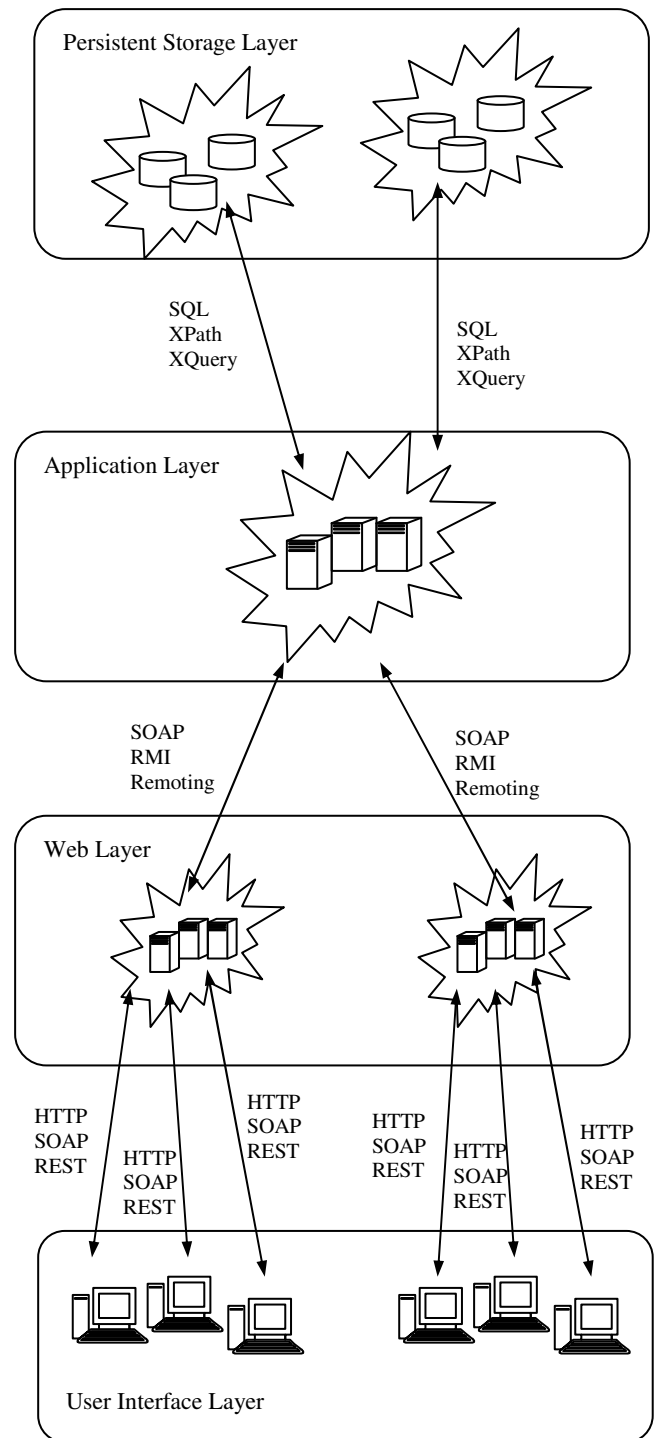 Persistent Storage Layer
SQL
XPath
XQuery
SQL
XPath
XQuery
Application Layer
SOAP
RMI
Remoting
SOAP
RMI
Remoting
Web Layer
HTTP
SOAP
REST
HTTP
SOAP
REST
HTTP
SOAP
REST
HTTP
SOAP
REST
HTTP
SOAP
REST
HTTP
SOAP
REST
User Interface Layer